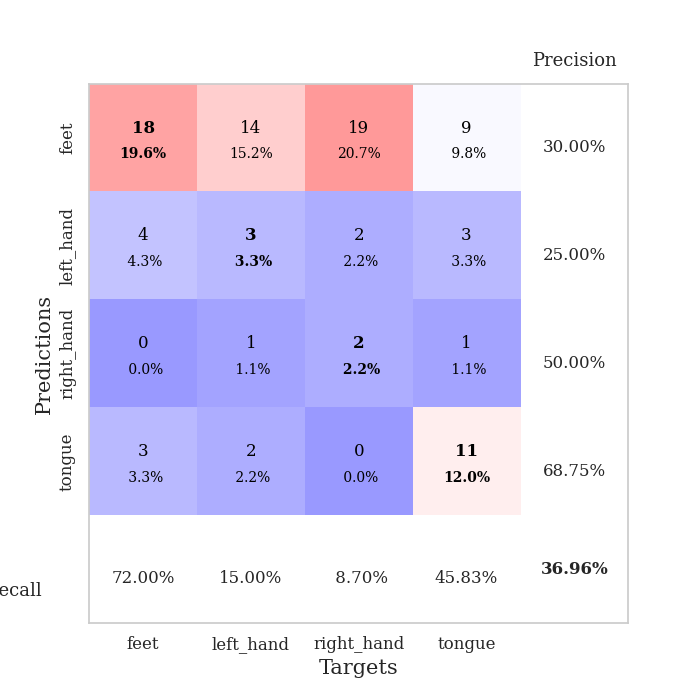 Precision
feet
18 14 19 9
19.6% 15.2% 20.7% 9.8%
30.00%
left_hand
4 3 2 3
4.3% 3.3% 2.2% 3.3%
25.00%
right_hand
0 1 2 1
0.0% 1.1% 2.2% 1.1%
50.00%
tongue
3 2 0 11
3.3% 2.2% 0.0% 12.0%
68.75%
Predictions
ecall
72.00% 15.00% 8.70% 45.83%
36.96%
feet left_hand right_hand tongue
Targets